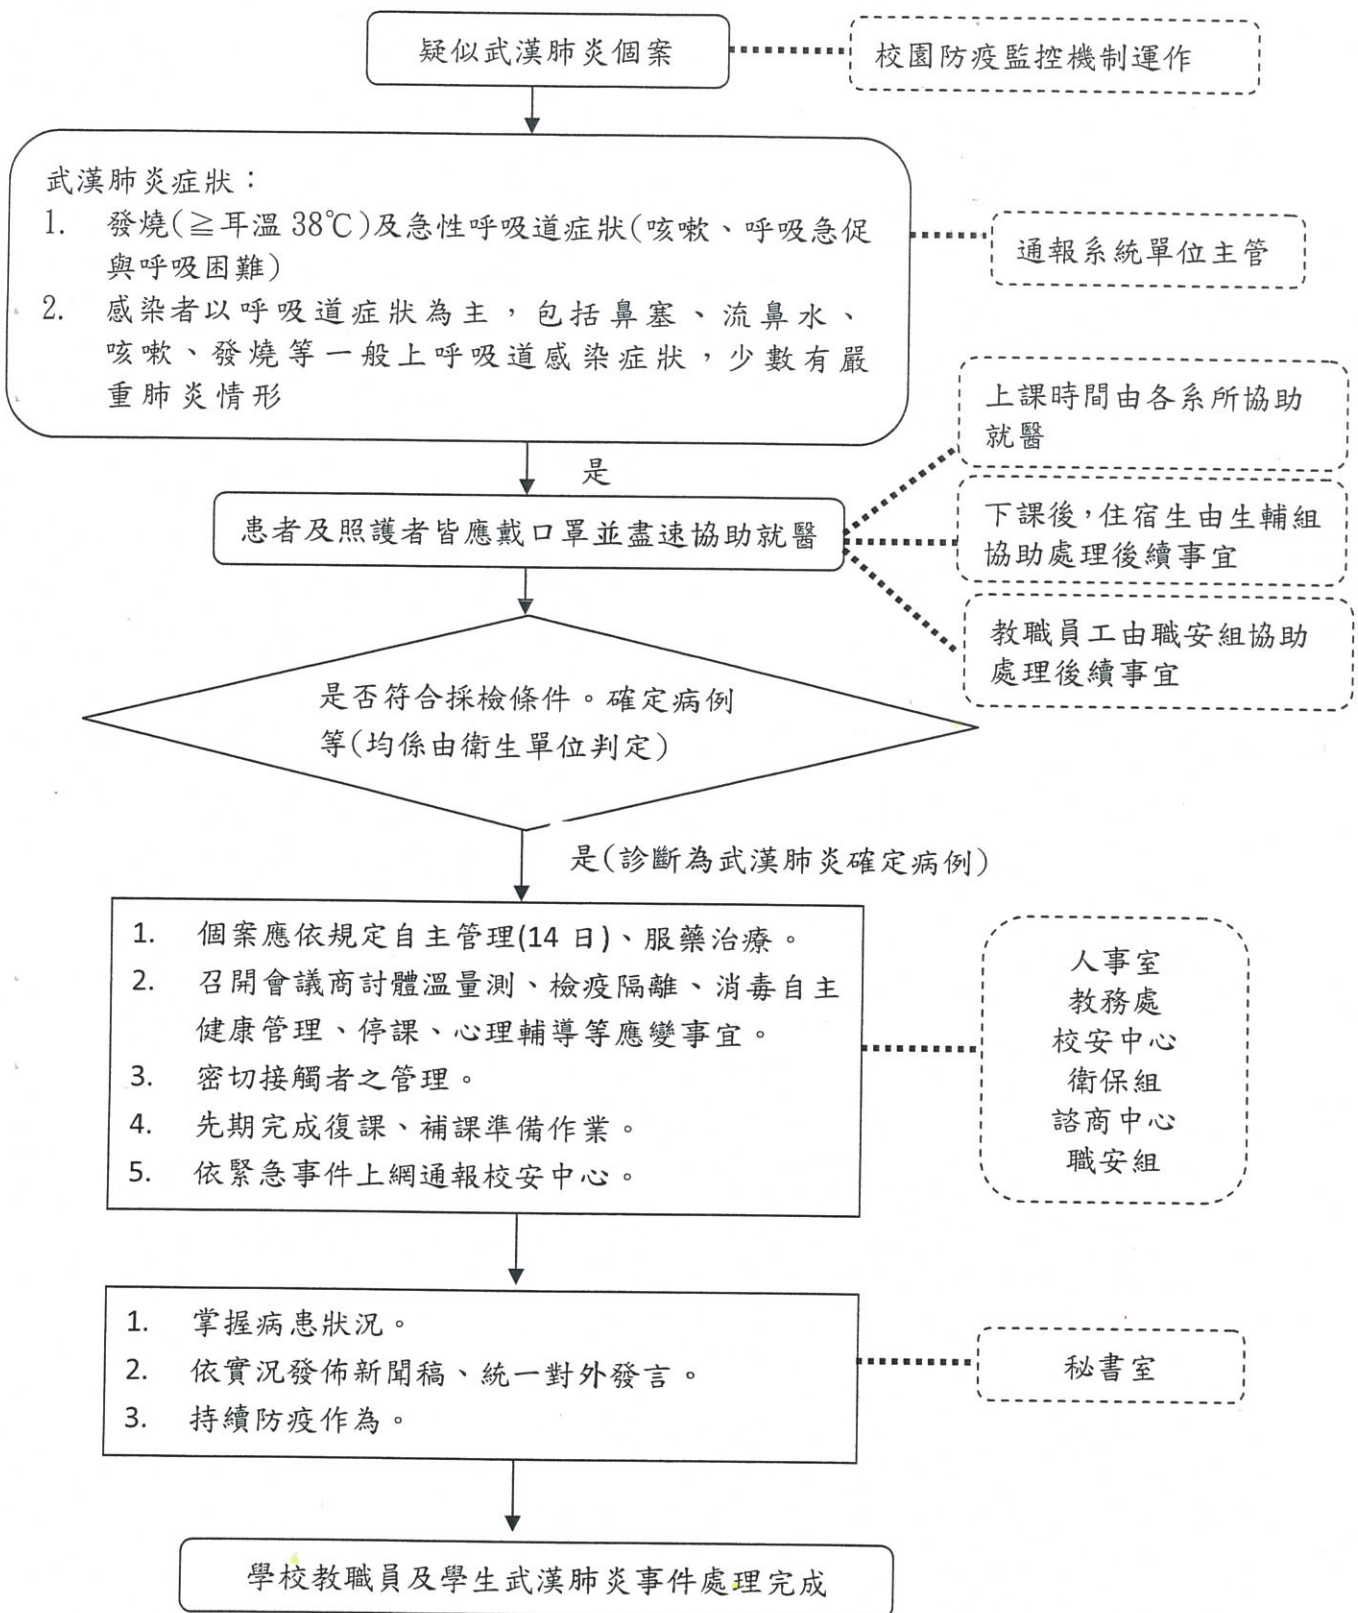 疑似武漢肺炎個案
校園防疫監控機制運作
武漢肺炎症狀：
1. 發燒(≧耳溫 38℃)及急性呼吸道症狀(咳嗽、呼吸急促
與呼吸困難)
2. 感染者以呼吸道症狀為主，包括鼻塞、流鼻水、
咳嗽、發燒等一般上呼吸道感染症狀，少數有嚴
重肺炎情形
通報系統單位主管
是
上課時間由各系所協助
就醫
患者及照護者皆應戴口罩並盡速協助就醫
下課後，住宿生由生輔組
協助處理後續事宜
教職員工由職安組協助
處理後續事宜
是否符合採檢條件。確定病例
等(均係由衛生單位判定)
是(診斷為武漢肺炎確定病例)
1. 個案應依規定自主管理(14 日)、服藥治療。
2. 召開會議商討體溫量測、檢疫隔離、消毒自主
健康管理、停課、心理輔導等應變事宜。
3. 密切接觸者之管理。
4. 先期完成復課、補課準備作業。
5. 依緊急事件上網通報校安中心。
人事室
教務處
校安中心
衛保組
諮商中心
職安組
1. 掌握病患狀況。
2. 依實況發佈新聞稿、統一對外發言。
3. 持續防疫作為。
秘書室
學校教職員及學生武漢肺炎事件處理完成